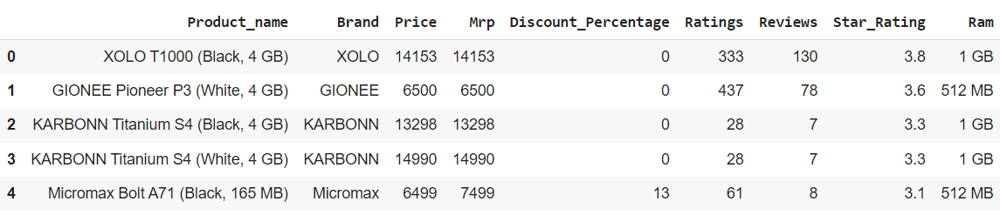 Product_name Brand Price Mrp Discount_Percentage Ratings Reviews Star_Rating Ram
0 XOLO T1000 (Black, 4 GB) XOLO 14153 14153 0 333 130 3.8 1 GB
1 GIONEE Pioneer P3 (White, 4 GB) GIONEE 6500 6500 0 437 78 3.6 512 MB
2 KARBONN Titanium S4 (Black, 4 GB) KARBONN 13298 13298 0 28 7 3.3 1 GB
3 KARBONN Titanium S4 (White, 4 GB) KARBONN 14990 14990 0 28 7 3.3 1 GB
4 Micromax Bolt A71 (Black, 165 MB) Micromax 6499 7499 13 61 8 3.1 512 MB